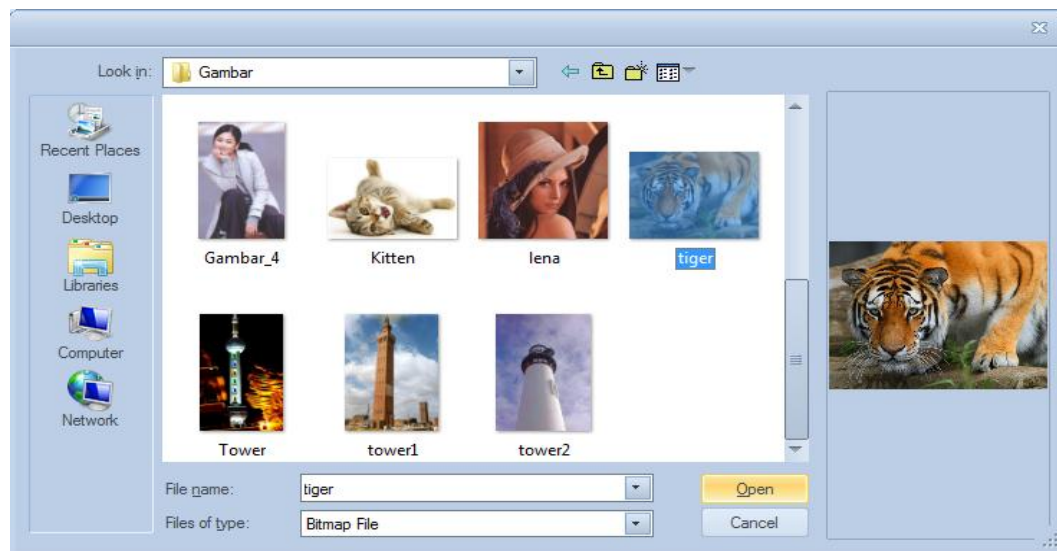 Look in:
Gambar
Recent Places
Desktop
Libraries
Computer
Network
Gambar_4
Kitten
lena
tiger
Tower
tower1
tower2
File name:
tiger
Open
Files of type:
Bitmap File
Cancel